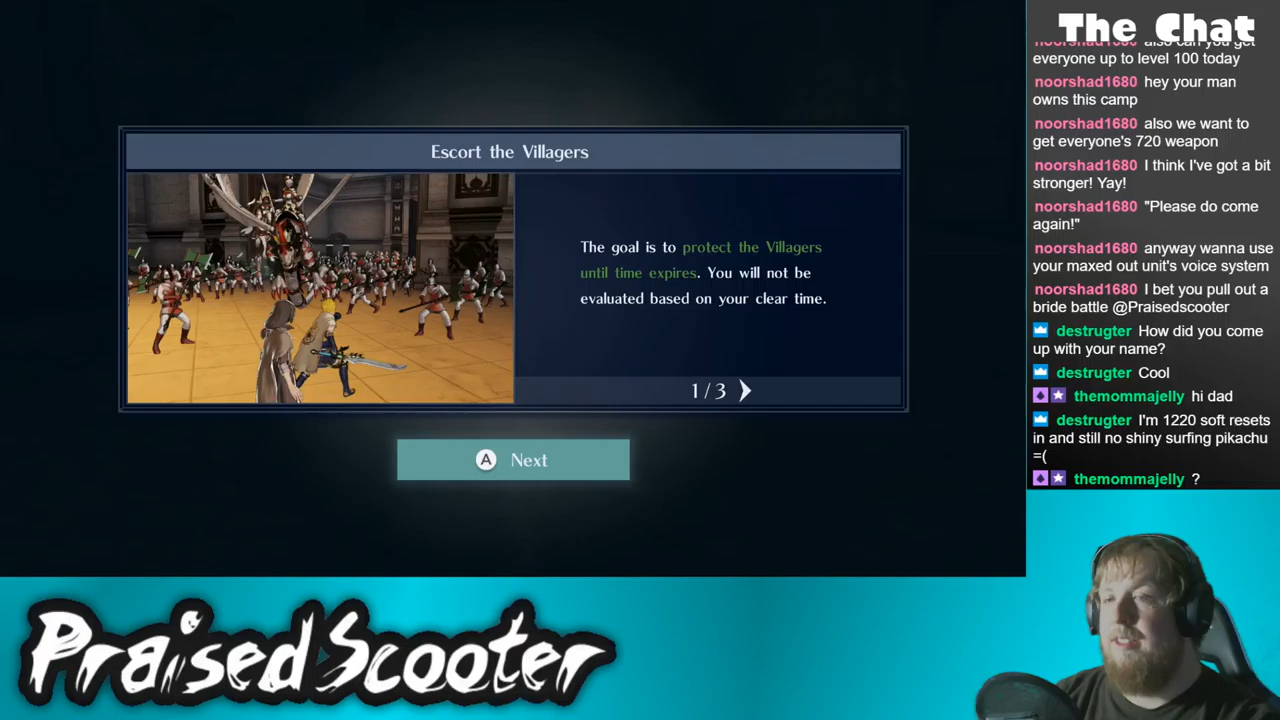 The Chat
noorshad1680 also can you get
everyone up to level 100 today
noorshad1680 hey your man
owns this camp
noorshad1680 also we want to
get everyone's 720 weapon
noorshad1680 I think I've got a bit
stronger! Yay!
noorshad1680 "Please do come
again!"
noorshad1680 anyway wanna use
your maxed out unit's voice system
noorshad1680 I bet you pull out a
bride battle @Praisedscooter
destrugter How did you come
up with your name?
destrugter Cool
themommajelly hi dad
destrugter I'm 1220 soft resets
in and still no shiny surfing pikachu
=(
themommajelly ?
Escort the Villagers
The goal is to protect the Villagers
until time expires. You will not be
evaluated based on your clear time.
1/3
A Next
PraisedScooter